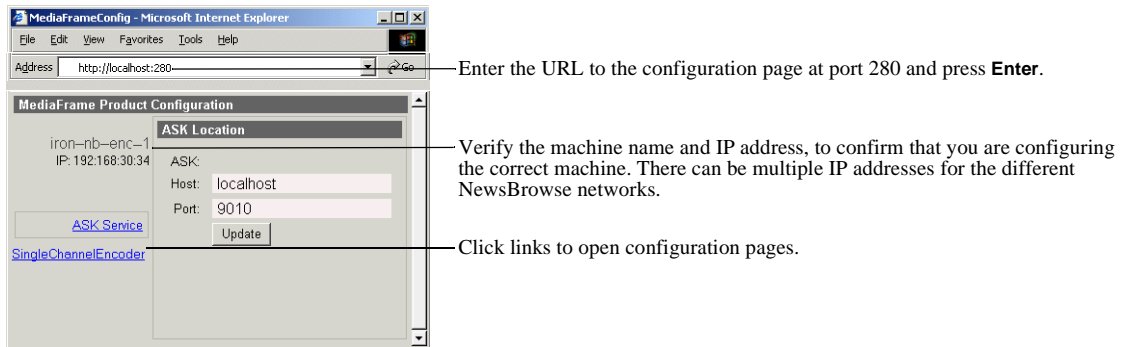 MediaFrameConfig - Microsoft Internet Explorer
File Edit View Favorites Tools Help
Address http://localhost:280 Go
Enter the URL to the configuration page at port 280 and press Enter.
MediaFrame Product Configuration
ASK Location
iron-nb-enc-1
IP: 192:168:30:34
ASK:
Host: localhost
Port: 9010
Update
ASK Service
SingleChannelEncoder
Verify the machine name and IP address, to confirm that you are configuring
the correct machine. There can be multiple IP addresses for the different
NewsBrowse networks.
Click links to open configuration pages.